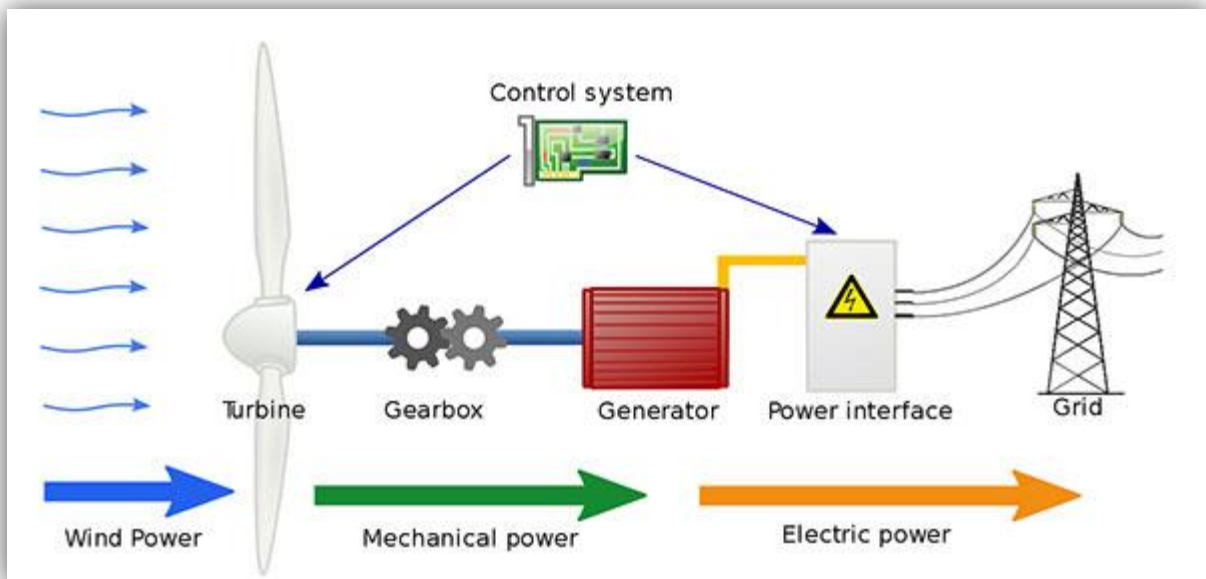 Control system
Turbine
Gearbox
Generator
Power interface
Grid
Wind Power
Mechanical power
Electric power